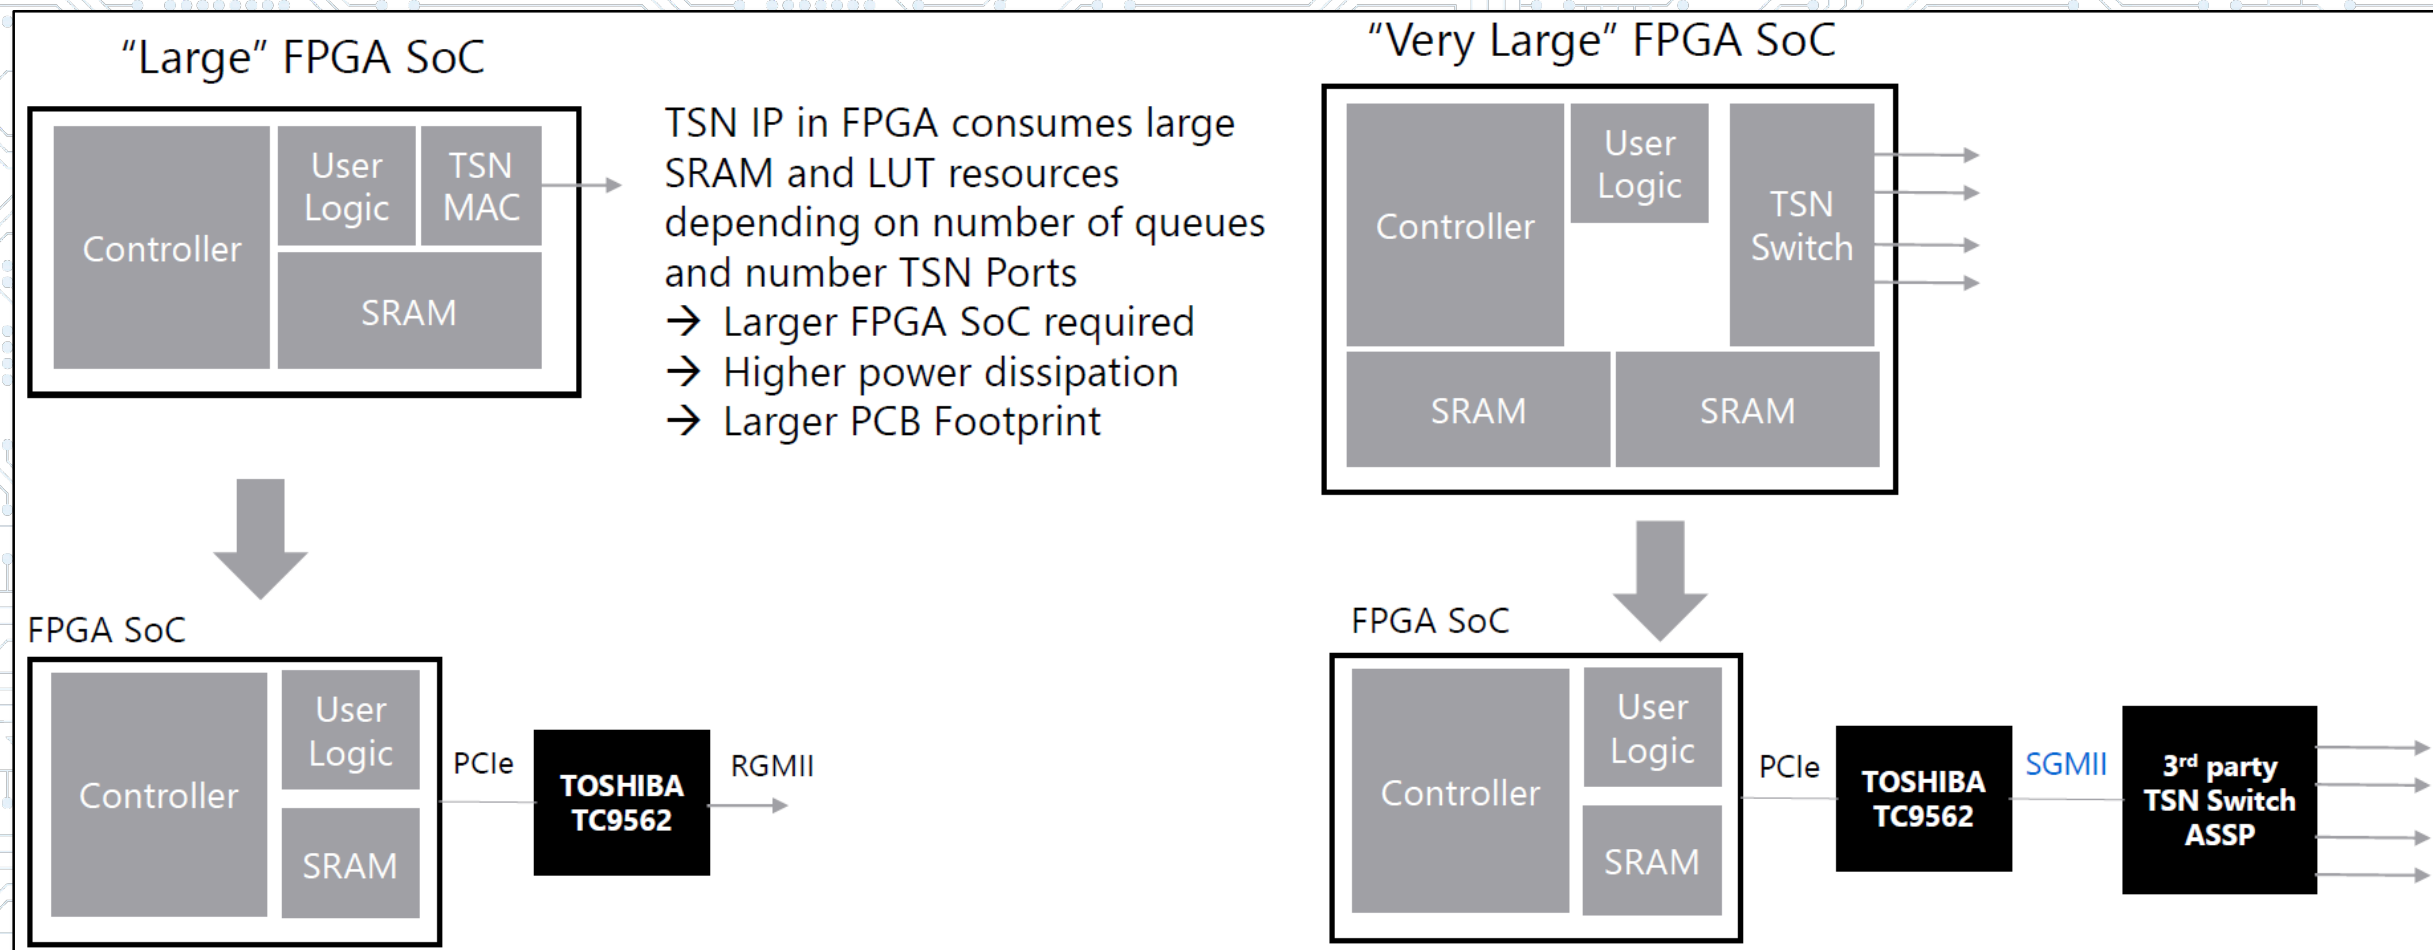 “Large” FPGA SoC
Controller
User
Logic
TSN
MAC
SRAM
TSN IP in FPGA consumes large
SRAM and LUT resources
depending on number of queues
and number TSN Ports
→ Larger FPGA SoC required
→ Higher power dissipation
→ Larger PCB Footprint
“Very Large” FPGA SoC
Controller
User
Logic
TSN
Switch
SRAM
SRAM
FPGA SoC
Controller
User
Logic
SRAM
PCIe
TOSHIBA
TC9562
RGMII
FPGA SoC
Controller
User
Logic
SRAM
PCIe
TOSHIBA
TC9562
SGMII
3rd party
TSN Switch
ASSP